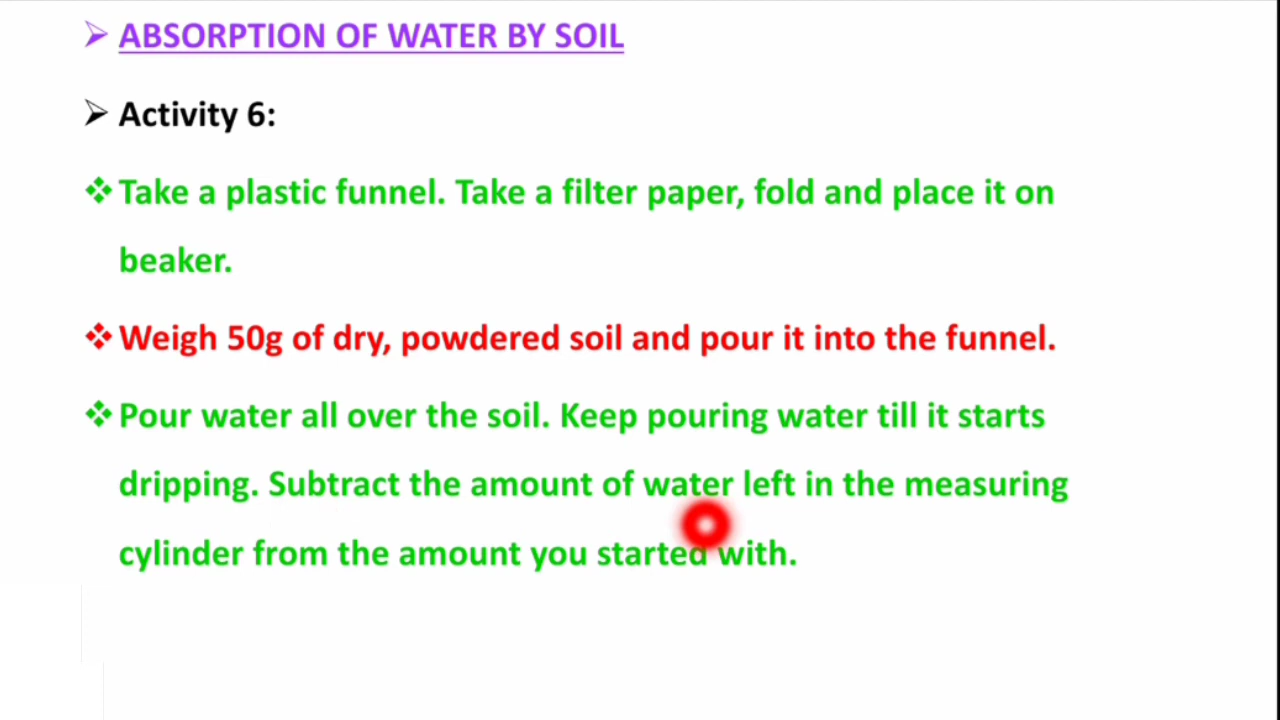 ABSORPTION OF WATER BY SOIL
Activity 6:
Take a plastic funnel. Take a filter paper, fold and place it on
beaker.
Weigh 50g of dry, powdered soil and pour it into the funnel.
Pour water all over the soil. Keep pouring water till it starts
dripping. Subtract the amount of water left in the measuring
cylinder from the amount you started with.